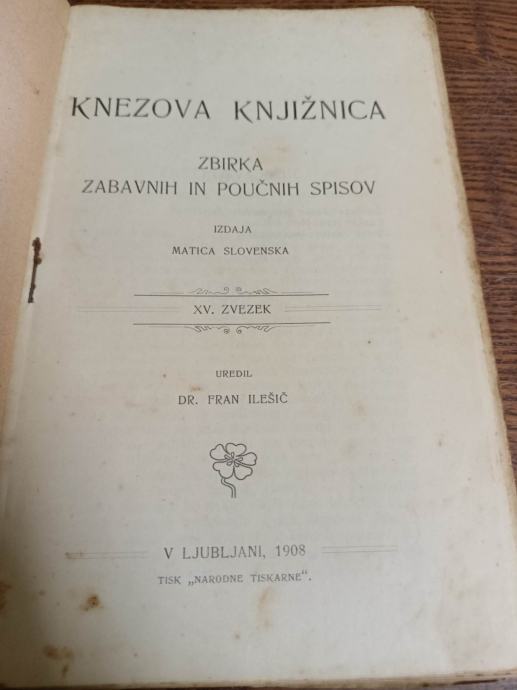 KNEZOVA KNJIŽNICA
ZBIRKA
ZABAVNIH IN POUČNIH SPISOV
IZDAJA
MATICA SLOVENSKA
XV. ZVEZEK
UREDIL
DR. FRAN ILEŠIČ
V LJUBLJANI, 1908
TISK „NARODNE TISKARNE“.